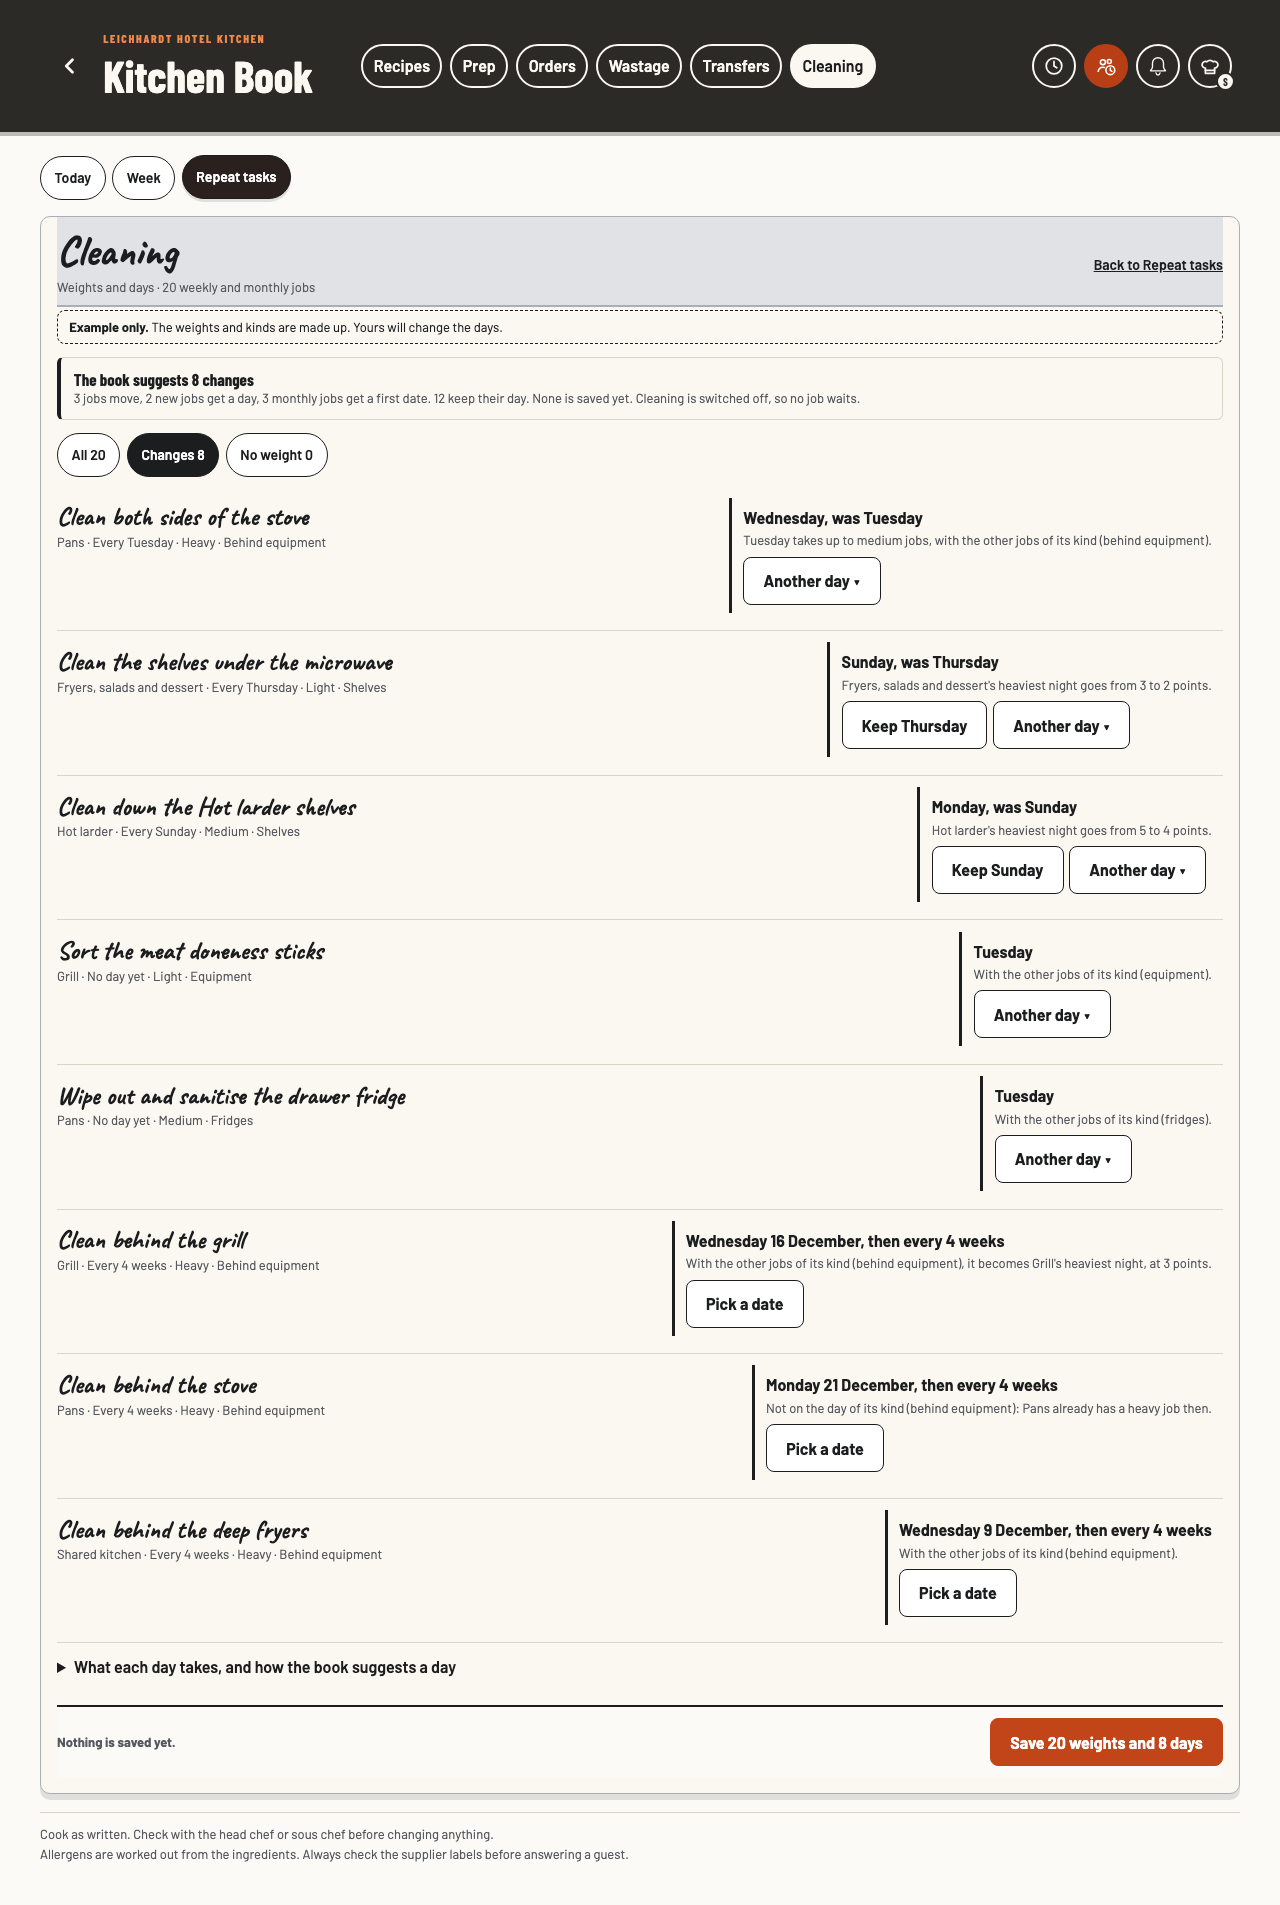 LEICHHARDT HOTEL KITCHEN
Kitchen Book
Recipes
Prep
Orders
Wastage
Transfers
Cleaning
S
Today
Week
Repeat tasks
Cleaning
Back to Repeat tasks
Weights and days · 20 weekly and monthly jobs
Example only. The weights and kinds are made up. Yours will change the days.
The book suggests 8 changes
3 jobs move, 2 new jobs get a day, 3 monthly jobs get a first date. 12 keep their day. None is saved yet. Cleaning is switched off, so no job waits.
All 20
Changes 8
No weight 0
Clean both sides of the stove
Pans · Every Tuesday · Heavy · Behind equipment
Wednesday, was Tuesday
Tuesday takes up to medium jobs, with the other jobs of its kind (behind equipment).
Another day ▾
Clean the shelves under the microwave
Fryers, salads and dessert · Every Thursday · Light · Shelves
Sunday, was Thursday
Fryers, salads and dessert's heaviest night goes from 3 to 2 points.
Keep Thursday
Another day ▾
Clean down the Hot larder shelves
Hot larder · Every Sunday · Medium · Shelves
Monday, was Sunday
Hot larder's heaviest night goes from 5 to 4 points.
Keep Sunday
Another day ▾
Sort the meat doneness sticks
Grill · No day yet · Light · Equipment
Tuesday
With the other jobs of its kind (equipment).
Another day ▾
Wipe out and sanitise the drawer fridge
Pans · No day yet · Medium · Fridges
Tuesday
With the other jobs of its kind (fridges).
Another day ▾
Clean behind the grill
Grill · Every 4 weeks · Heavy · Behind equipment
Wednesday 16 December, then every 4 weeks
With the other jobs of its kind (behind equipment), it becomes Grill's heaviest night, at 3 points.
Pick a date
Clean behind the stove
Pans · Every 4 weeks · Heavy · Behind equipment
Monday 21 December, then every 4 weeks
Not on the day of its kind (behind equipment): Pans already has a heavy job then.
Pick a date
Clean behind the deep fryers
Shared kitchen · Every 4 weeks · Heavy · Behind equipment
Wednesday 9 December, then every 4 weeks
With the other jobs of its kind (behind equipment).
Pick a date
▶ What each day takes, and how the book suggests a day
Nothing is saved yet.
Save 20 weights and 8 days
Cook as written. Check with the head chef or sous chef before changing anything.
Allergens are worked out from the ingredients. Always check the supplier labels before answering a guest.